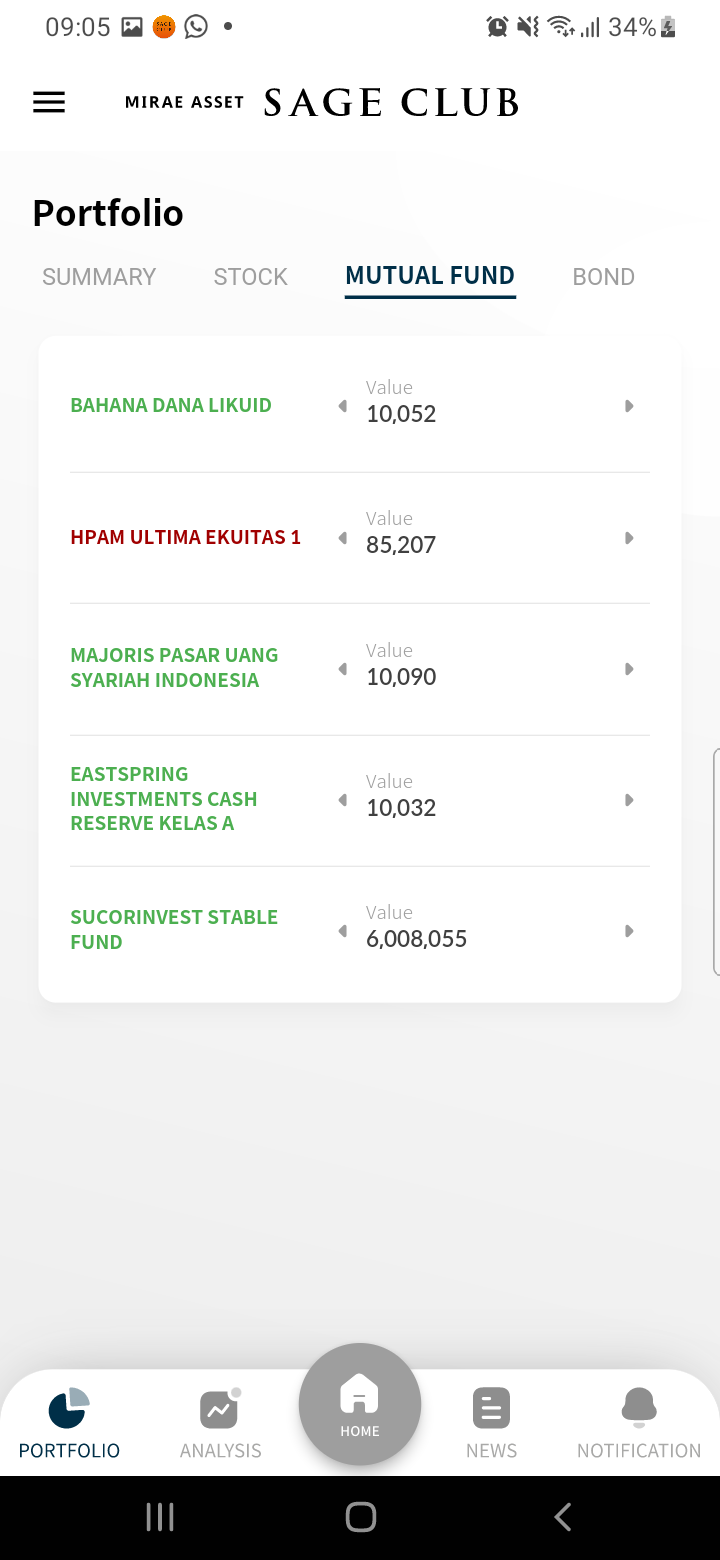 09:05
34%
MIRAE ASSET SAGE CLUB
Portfolio
SUMMARY STOCK MUTUAL FUND BOND
BAHANA DANA LIKUID
Value
10,052
HPAM ULTIMA EKUITAS 1
Value
85,207
MAJORIS PASAR UANG
SYARIAH INDONESIA
Value
10,090
EASTSPRING
INVESTMENTS CASH
RESERVE KELAS A
Value
10,032
SUCORINVEST STABLE
FUND
Value
6,008,055
PORTFOLIO ANALYSIS HOME NEWS NOTIFICATION